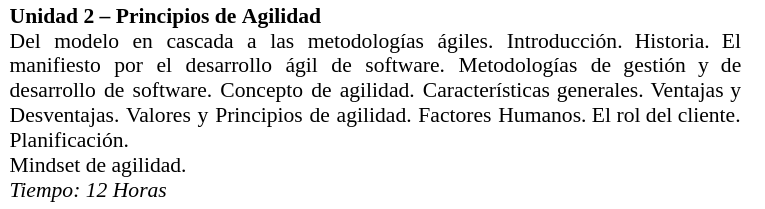 Unidad 2 – Principios de Agilidad
Del modelo en cascada a las metodologías ágiles. Introducción. Historia. El
manifiesto por el desarrollo ágil de software. Metodologías de gestión y de
desarrollo de software. Concepto de agilidad. Características generales. Ventajas y
Desventajas. Valores y Principios de agilidad. Factores Humanos. El rol del cliente.
Planificación.
Mindset de agilidad.
Tiempo: 12 Horas